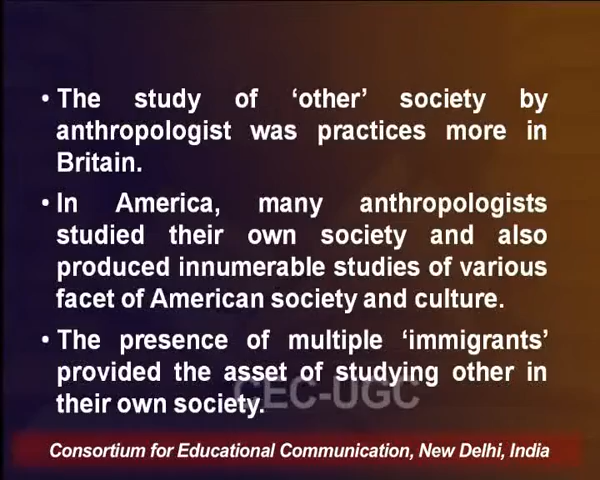 • The study of ‘other’ society by
anthropologist was practices more in
Britain.
• In America, many anthropologists
studied their own society and also
produced innumerable studies of various
facet of American society and culture.
• The presence of multiple ‘immigrants’
provided the asset of studying other in
their own society.
CEC-UGC
Consortium for Educational Communication, New Delhi, India